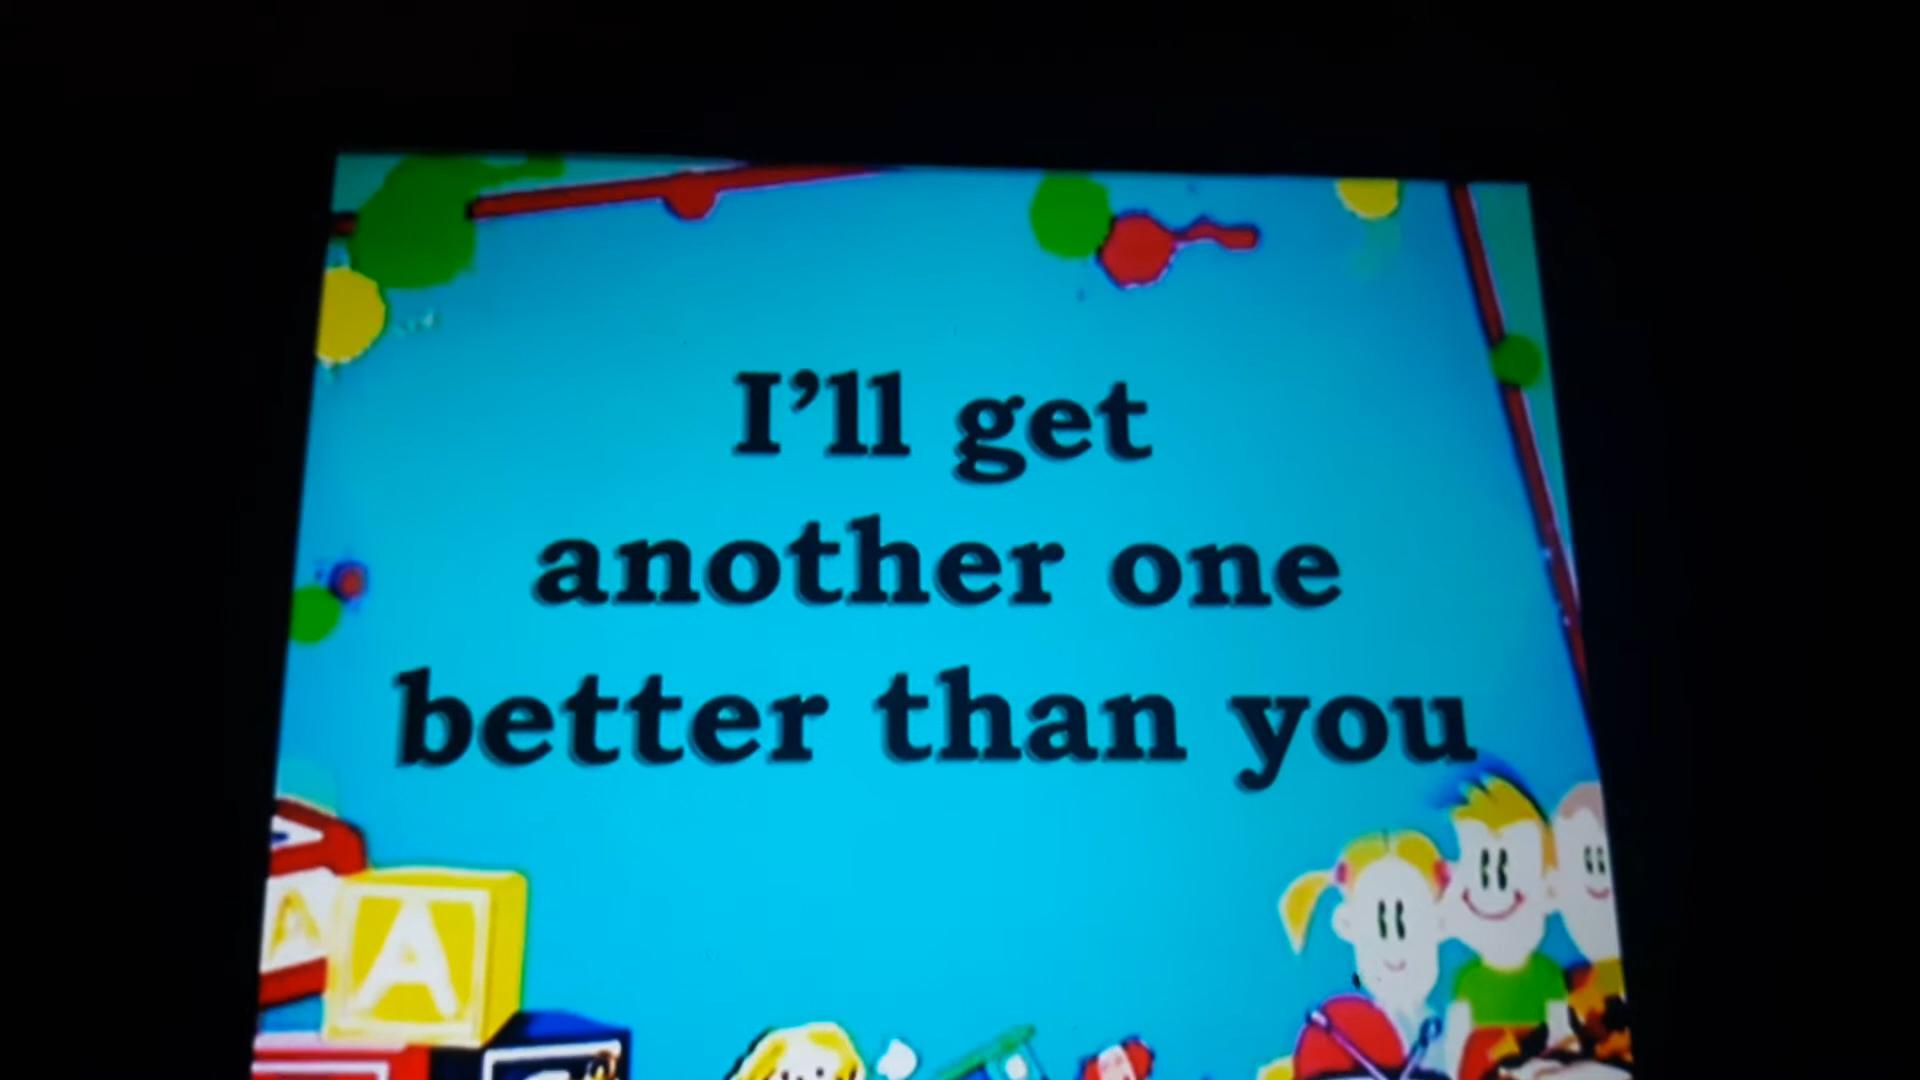 I’ll get
another one
better than you
A
A
A